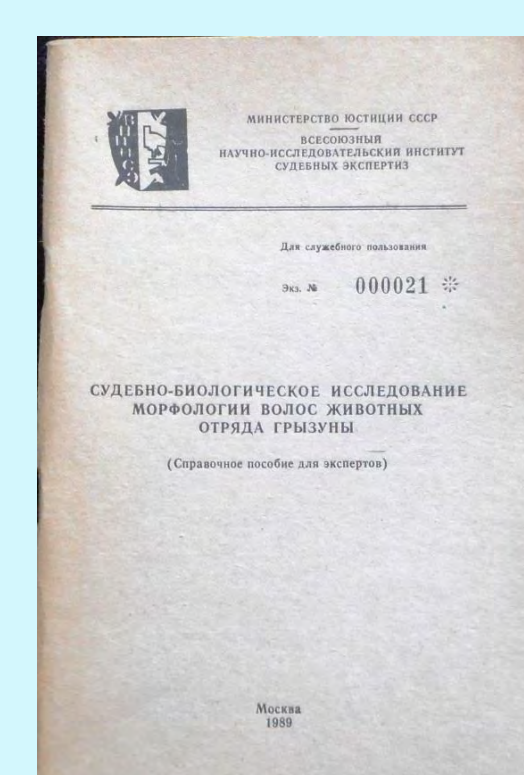 ВНИИСЭ
МИНИСТЕРСТВО ЮСТИЦИИ СССР
ВСЕСОЮЗНЫЙ
НАУЧНО-ИССЛЕДОВАТЕЛЬСКИЙ ИНСТИТУТ
СУДЕБНЫХ ЭКСПЕРТИЗ
Для служебного пользования
Экз. № 000021
СУДЕБНО-БИОЛОГИЧЕСКОЕ ИССЛЕДОВАНИЕ
МОРФОЛОГИИ ВОЛОС ЖИВОТНЫХ
ОТРЯДА ГРЫЗУНЫ
(Справочное пособие для экспертов)
Москва
1989